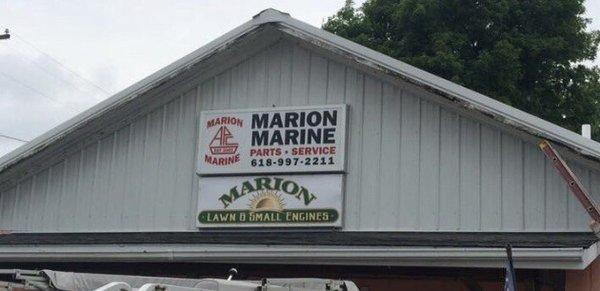 MARION
MARINE
MARION
MARINE
PARTS • SERVICE
618-997-2211
MARION
LAWN & SMALL ENGINES